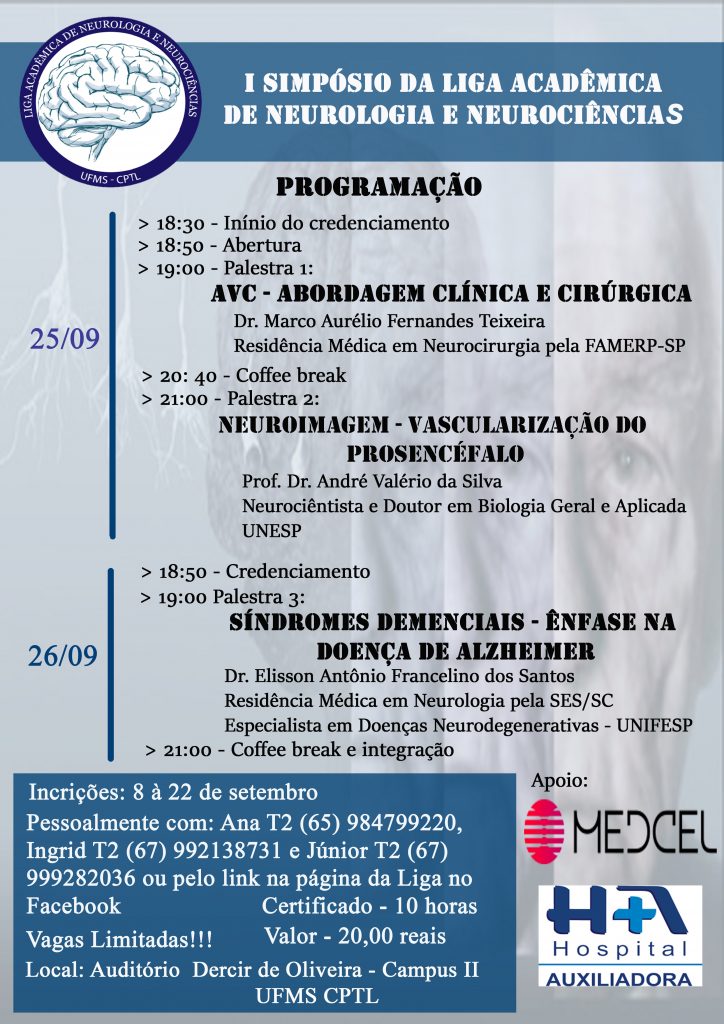 LIGA ACADÊMICA DE NEUROLOGIA E NEUROCIÊNCIAS
UFMS - CPTL
I SIMPÓSIO DA LIGA ACADÊMICA
DE NEUROLOGIA E NEUROCIÊNCIAS
PROGRAMAÇÃO
25/09
> 18:30 - Inínio do credenciamento
> 18:50 - Abertura
> 19:00 - Palestra 1:
AVC - ABORDAGEM CLÍNICA E CIRÚRGICA
Dr. Marco Aurélio Fernandes Teixeira
Residência Médica em Neurocirurgia pela FAMERP-SP
> 20: 40 - Coffee break
> 21:00 - Palestra 2:
NEUROIMAGEM - VASCULARIZAÇÃO DO
PROSENCÉFALO
Prof. Dr. André Valério da Silva
Neurociêntista e Doutor em Biologia Geral e Aplicada
UNESP
26/09
> 18:50 - Credenciamento
> 19:00 Palestra 3:
SÍNDROMES DEMENCIAIS - ÊNFASE NA
DOENÇA DE ALZHEIMER
Dr. Elisson Antônio Francelino dos Santos
Residência Médica em Neurologia pela SES/SC
Especialista em Doenças Neurodegenerativas - UNIFESP
> 21:00 - Coffee break e integração
Incrições: 8 à 22 de setembro
Pessoalmente com: Ana T2 (65) 984799220,
Ingrid T2 (67) 992138731 e Júnior T2 (67)
999282036 ou pelo link na página da Liga no
Facebook Certificado - 10 horas
Vagas Limitadas!!! Valor - 20,00 reais
Local: Auditório Dercir de Oliveira - Campus II
UFMS CPTL
Apoio:
MEDCEL
HA
Hospital
AUXILIADORA